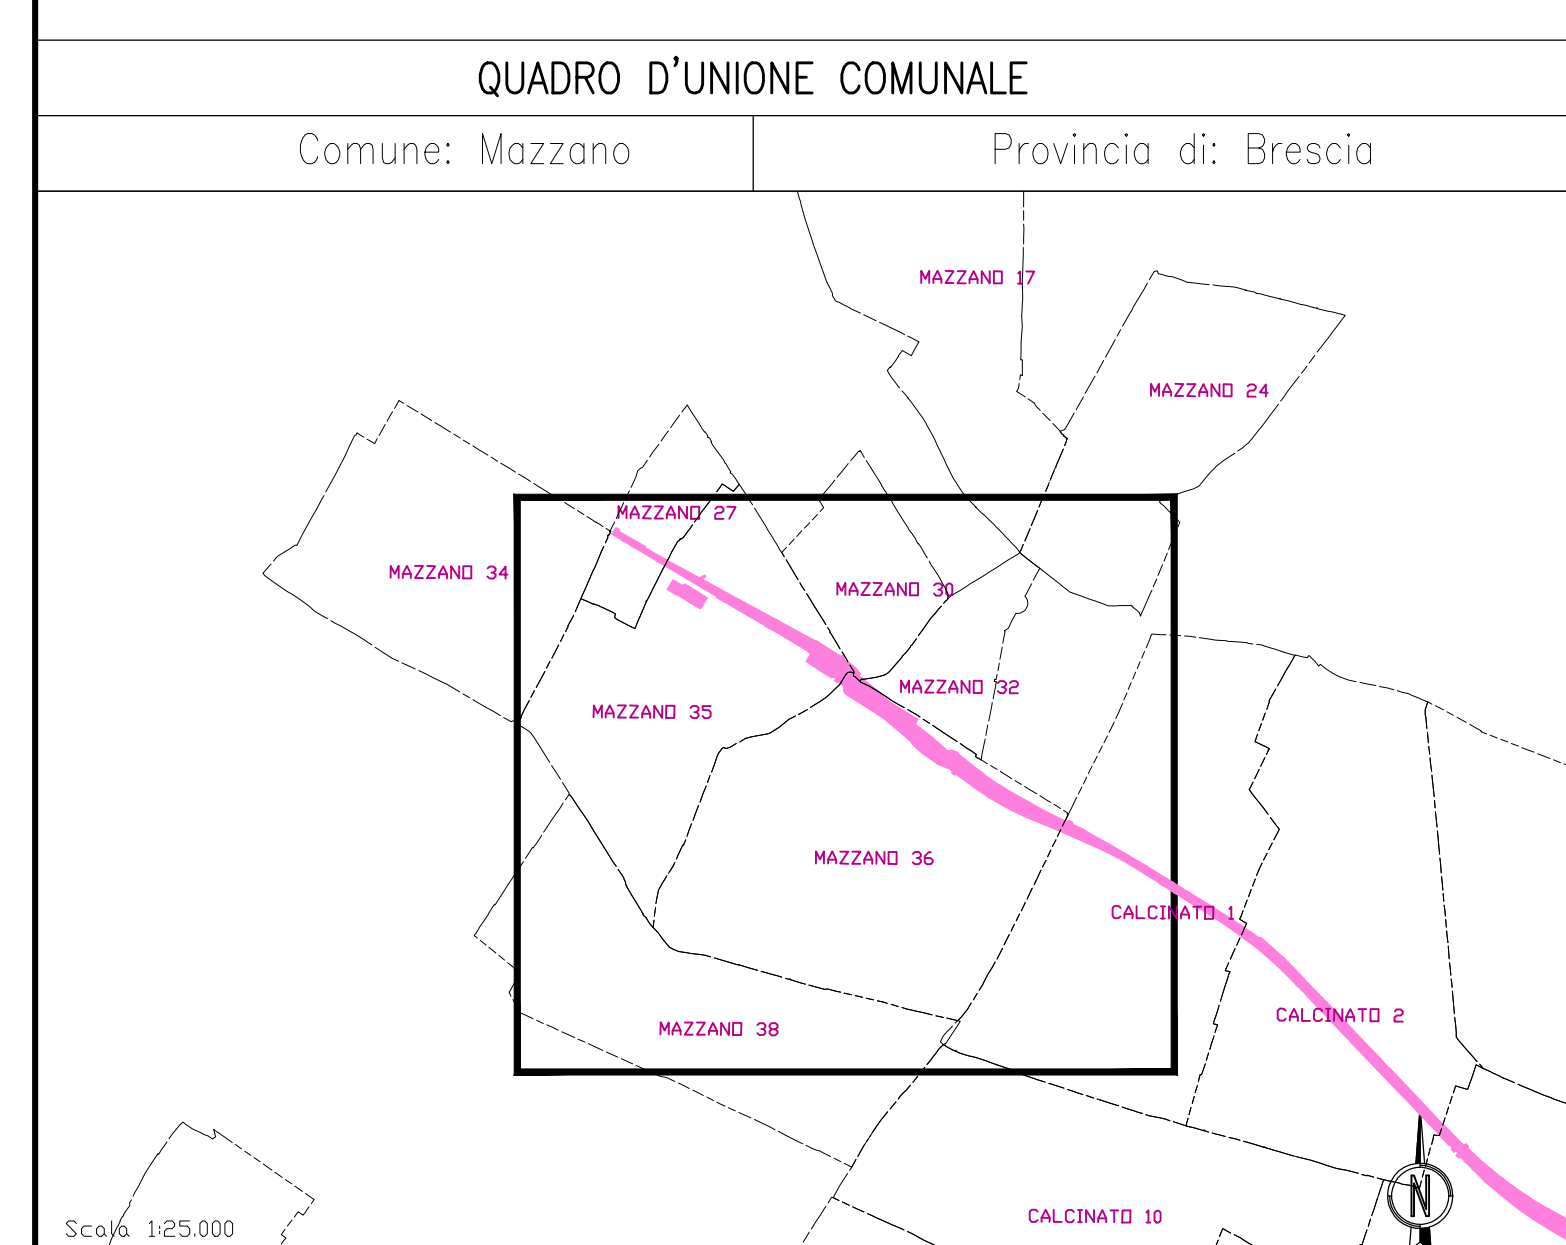 QUADRO D'UNIONE COMUNALE
Comune: Mazzano
Provincia di: Brescia
MAZZANO 17
MAZZANO 24
MAZZANO 27
MAZZANO 34
MAZZANO 30
MAZZANO 32
MAZZANO 35
MAZZANO 36
CALCINATO 1
CALCINATO 2
MAZZANO 38
CALCINATO 10
N
Scala 1:25.000